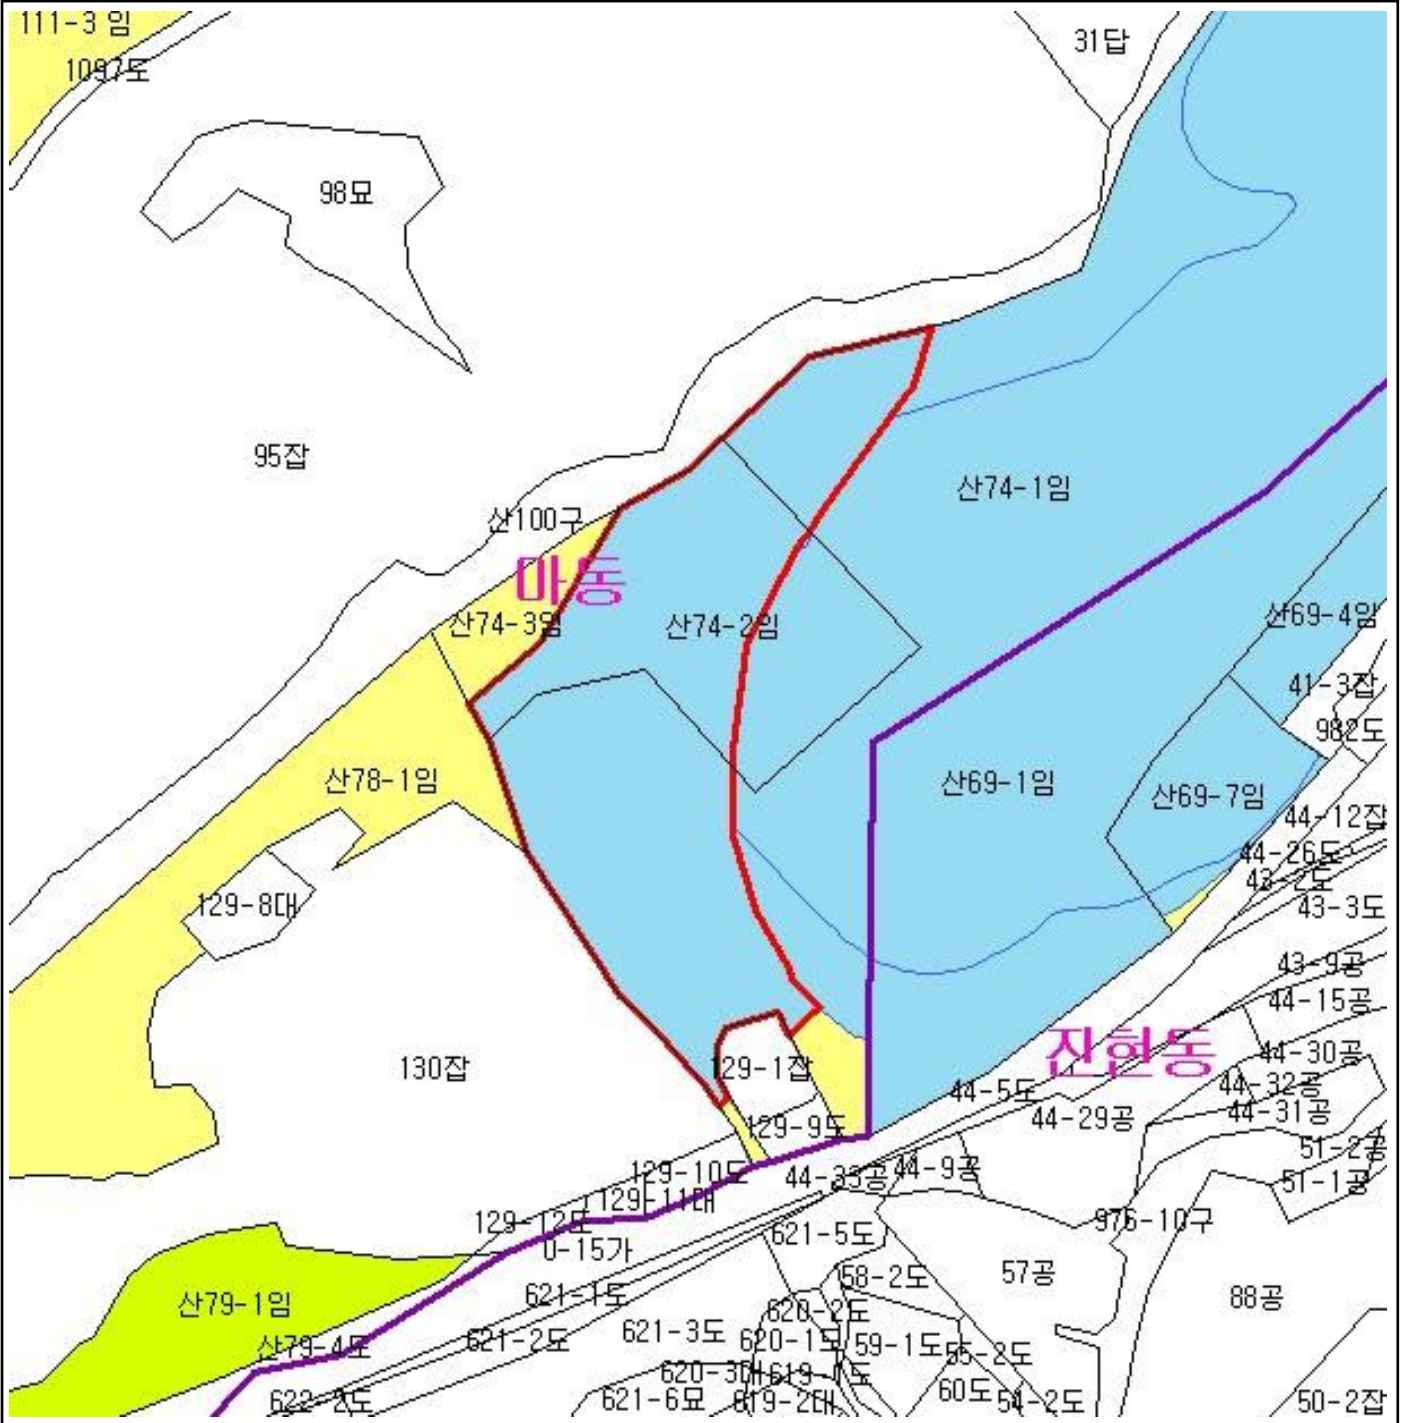 111-3 임
1097도
31답
98묘
95잡
산74-1임
산100구
마동
산74-3임
산74-2임
산69-4임
41-3잡
982도
산78-1임
산69-1임
산69-7임
44-12잡
44-26도
43-2도
129-8대
43-3도
43-9공
44-15공
진현동
44-30공
130잡
129-1잡
44-32공
44-5도
44-31공
44-29공
129-9도
51-2공
129-10도
44-33공
44-9공
51-1공
129-11대
129-12도
976-10구
621-5도
0-15가
58-2도
57공
621-1도
88공
산79-1임
620-2도
621-3도
620-1도
621-2도
59-1도
산79-4도
55-2도
620-3대
619-1도
60도
622-2도
621-6묘
619-2대
54-2도
50-2잡